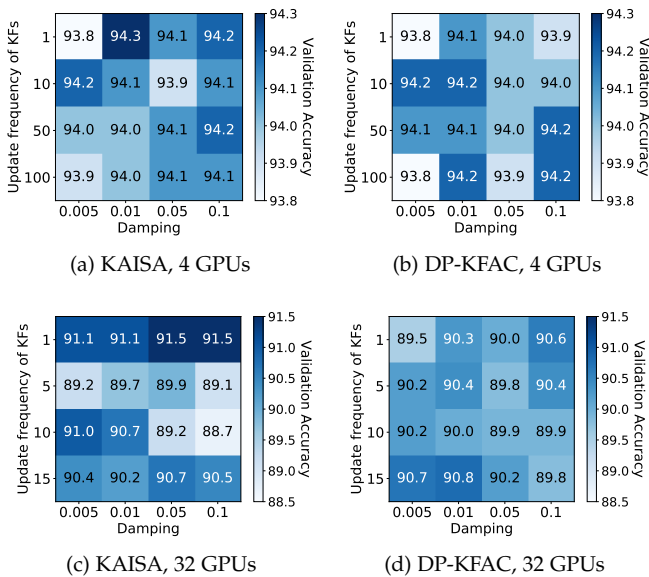 Update frequency of KFs
1
10
50
100
93.8 94.3 94.1 94.2
94.2 94.1 93.9 94.1
94.0 94.0 94.1 94.2
93.9 94.0 94.1 94.1
0.005 0.01 0.05 0.1
Damping
94.3
94.2
94.1
94.0
93.9
93.8
Validation Accuracy
(a) KAISA, 4 GPUs
Update frequency of KFs
1
10
50
100
93.8 94.1 94.0 93.9
94.2 94.2 94.0 94.0
94.1 94.1 94.0 94.2
93.8 94.2 93.9 94.2
0.005 0.01 0.05 0.1
Damping
94.3
94.2
94.1
94.0
93.9
93.8
Validation Accuracy
(b) DP-KFAC, 4 GPUs
Update frequency of KFs
1
5
10
15
91.1 91.1 91.5 91.5
89.2 89.7 89.9 89.1
91.0 90.7 89.2 88.7
90.4 90.2 90.7 90.5
0.005 0.01 0.05 0.1
Damping
91.5
91.0
90.5
90.0
89.5
89.0
88.5
Validation Accuracy
(c) KAISA, 32 GPUs
Update frequency of KFs
1
5
10
15
89.5 90.3 90.0 90.6
90.2 90.4 89.8 90.4
90.2 90.0 89.9 89.9
90.7 90.8 90.2 89.8
0.005 0.01 0.05 0.1
Damping
91.5
91.0
90.5
90.0
89.5
89.0
88.5
Validation Accuracy
(d) DP-KFAC, 32 GPUs